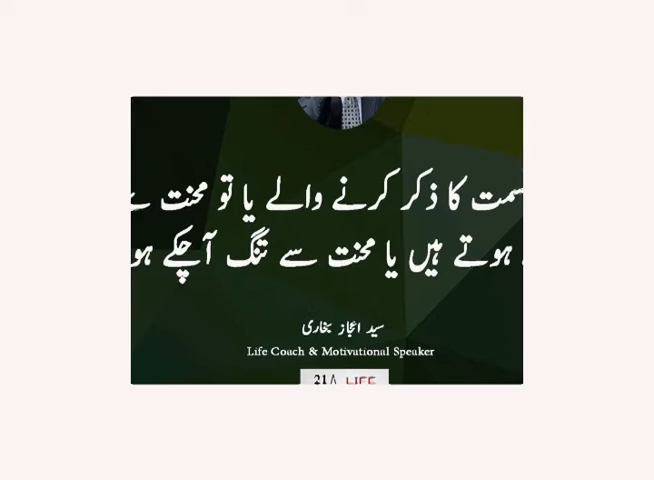 کا ذکر کرنے والے یا تو محنت
ہوتے ہیں یا محنت سے تنگ آچکے
سید اعجاز بخاری
Life Coach & Motivational Speaker
LIFE